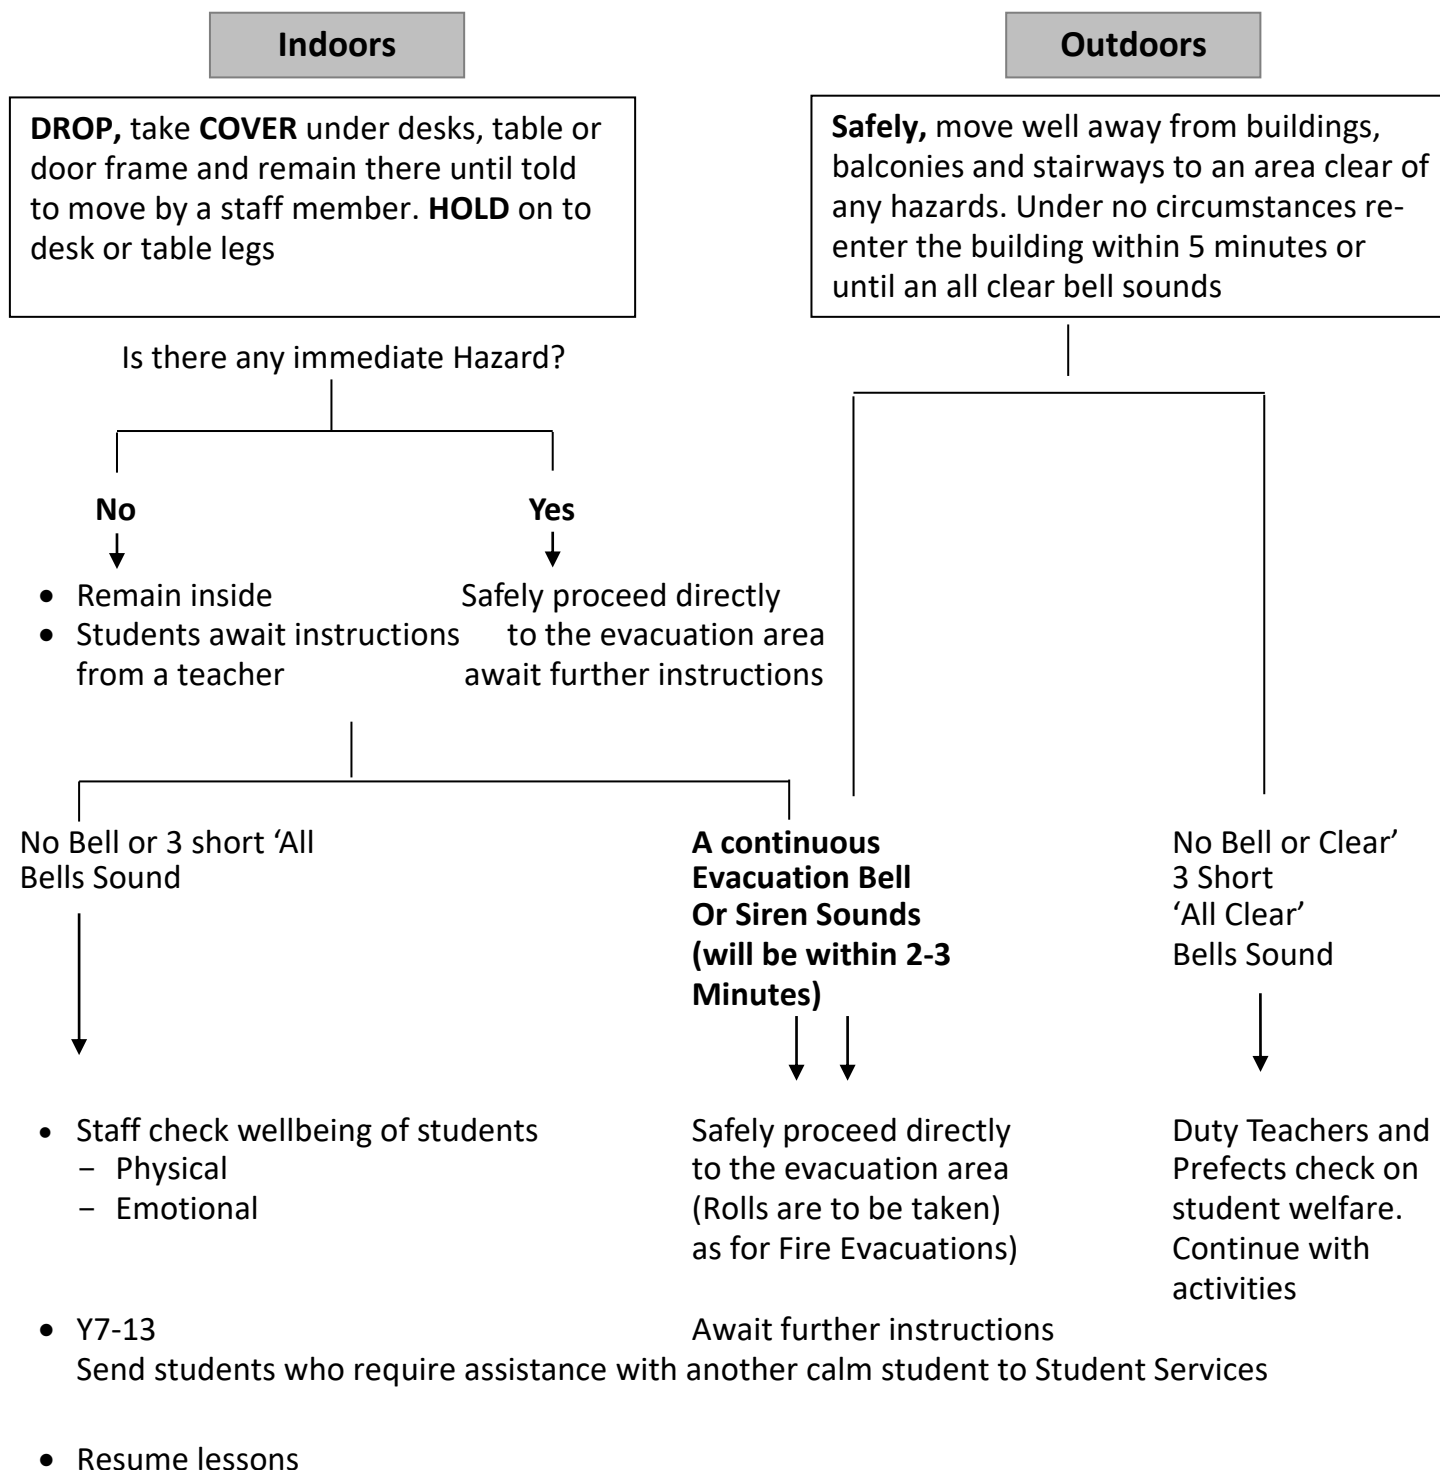 Indoors
Outdoors
DROP, take COVER under desks, table or
door frame and remain there until told
to move by a staff member. HOLD on to
desk or table legs
Safely, move well away from buildings,
balconies and stairways to an area clear of
any hazards. Under no circumstances re-
enter the building within 5 minutes or
until an all clear bell sounds
Is there any immediate Hazard?
No
Yes
• Remain inside
• Students await instructions
from a teacher
Safely proceed directly
to the evacuation area
await further instructions
No Bell or 3 short ‘All
Bells Sound
A continuous
Evacuation Bell
Or Siren Sounds
(will be within 2-3
Minutes)
No Bell or Clear’
3 Short
‘All Clear’
Bells Sound
• Staff check wellbeing of students
– Physical
– Emotional
Safely proceed directly
to the evacuation area
(Rolls are to be taken)
as for Fire Evacuations)
Duty Teachers and
Prefects check on
student welfare.
Continue with
activities
• Y7-13
Await further instructions
Send students who require assistance with another calm student to Student Services
• Resume lessons